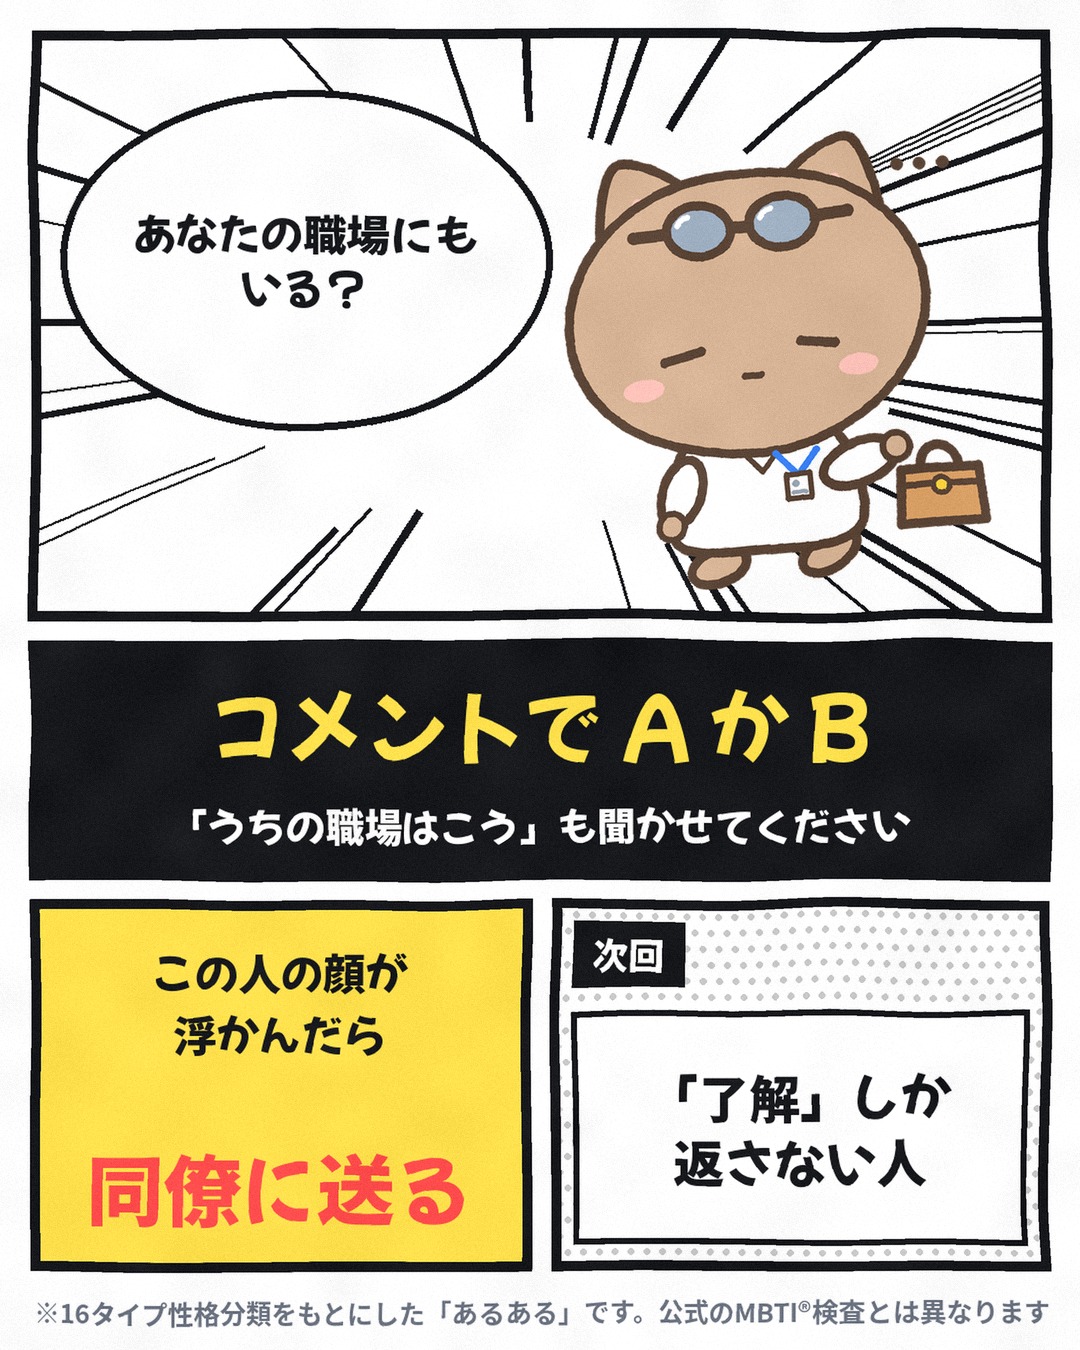 あなたの職場にも
いる？
コメントでAかB
「うちの職場はこう」も聞かせてください
この人の顔が
浮かんだら
同僚に送る
次回
「了解」しか
返さない人
※16タイプ性格分類をもとにした「あるある」です。公式のMBTI®検査とは異なります